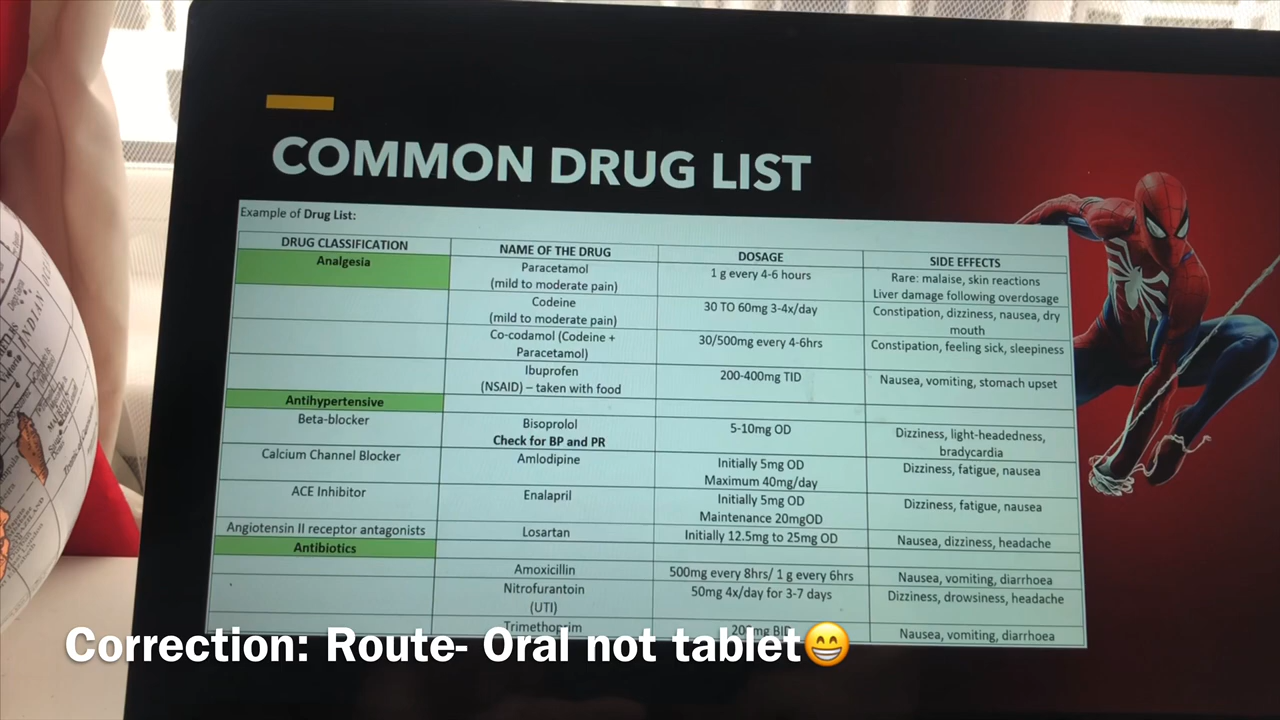 COMMON DRUG LIST
Example of Drug List:
DRUG CLASSIFICATION NAME OF THE DRUG DOSAGE SIDE EFFECTS
Analgesia Paracetamol 1 g every 4-6 hours Rare: malaise, skin reactions
(mild to moderate pain) Liver damage following overdosage
Codeine 30 TO 60mg 3-4x/day Constipation, dizziness, nausea, dry
(mild to moderate pain) mouth
Co-codamol (Codeine + 30/500mg every 4-6hrs Constipation, feeling sick, sleepiness
Paracetamol)
Ibuprofen 200-400mg TID Nausea, vomiting, stomach upset
(NSAID) – taken with food
Antihypertensive
Beta-blocker Bisoprolol 5-10mg OD Dizziness, light-headedness,
Check for BP and PR bradycardia
Calcium Channel Blocker Amlodipine Initially 5mg OD Dizziness, fatigue, nausea
Maximum 40mg/day
ACE Inhibitor Enalapril Initially 5mg OD Dizziness, fatigue, nausea
Maintenance 20mgOD
Angiotensin II receptor antagonists Losartan Initially 12.5mg to 25mg OD Nausea, dizziness, headache
Antibiotics
Amoxicillin 500mg every 8hrs/ 1 g every 6hrs Nausea, vomiting, diarrhoea
Nitrofurantoin 50mg 4x/day for 3-7 days Dizziness, drowsiness, headache
(UTI)
Trimethoprim 200mg BID Nausea, vomiting, diarrhoea
Correction: Route- Oral not tablet😁
INDIAN